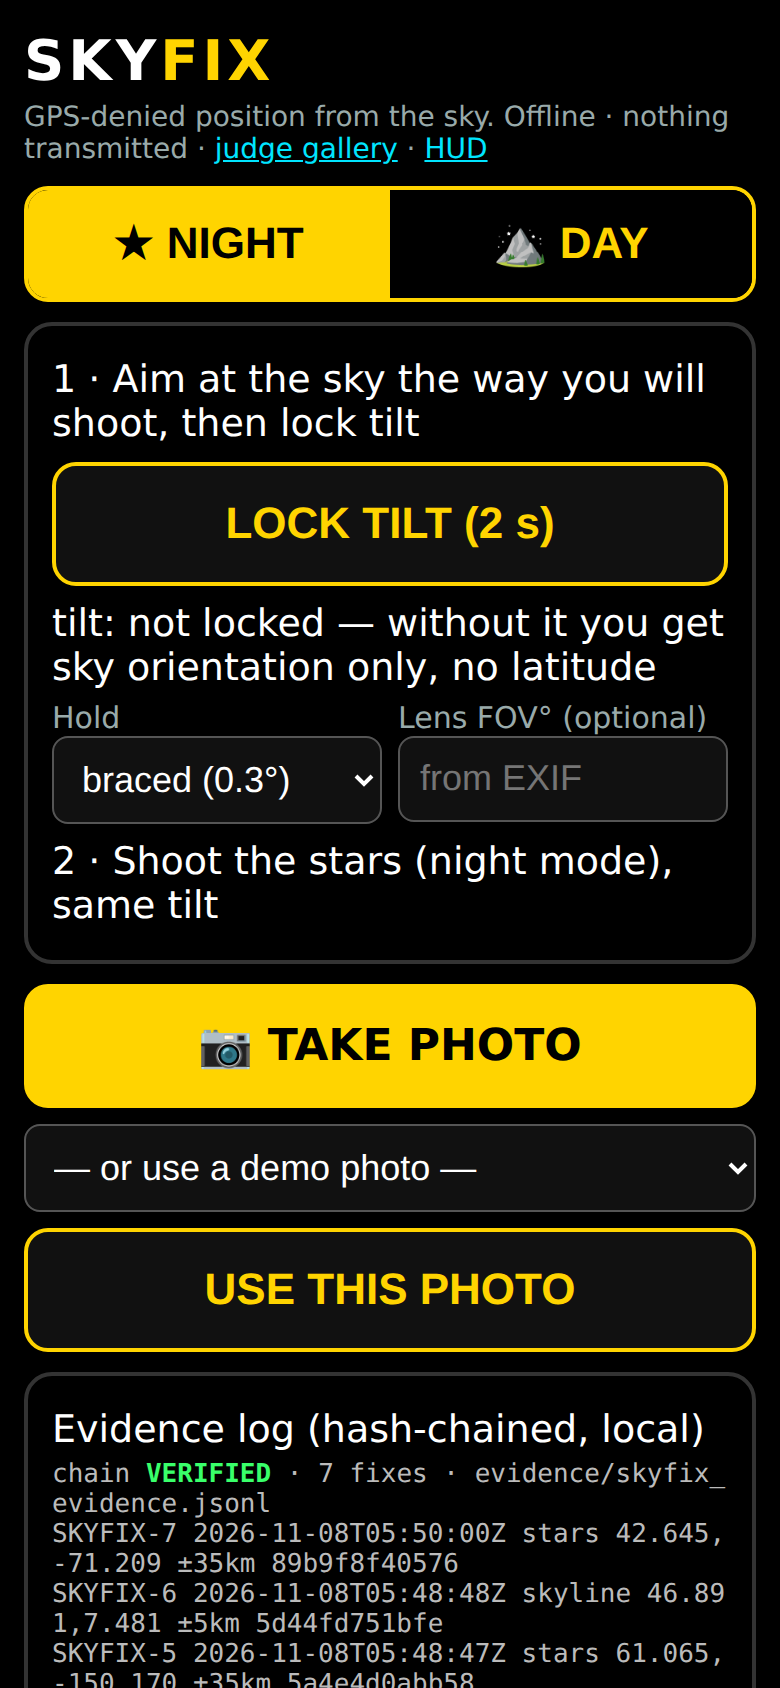 SKYFIX
GPS-denied position from the sky. Offline · nothing
transmitted · judge gallery · HUD
★ NIGHT
DAY
1 · Aim at the sky the way you will
shoot, then lock tilt
LOCK TILT (2 s)
tilt: not locked — without it you get
sky orientation only, no latitude
Hold
Lens FOV° (optional)
braced (0.3°)
from EXIF
2 · Shoot the stars (night mode),
same tilt
TAKE PHOTO
— or use a demo photo —
USE THIS PHOTO
Evidence log (hash-chained, local)
chain VERIFIED · 7 fixes · evidence/skyfix_
evidence.jsonl
SKYFIX-7 2026-11-08T05:50:00Z stars 42.645,
-71.209 ±35km 89b9f8f40576
SKYFIX-6 2026-11-08T05:48:48Z skyline 46.89
1,7.481 ±5km 5d44fd751bfe
SKYFIX-5 2026-11-08T05:48:47Z stars 61.065,
-150.170 ±35km 5a4e4d0abb58